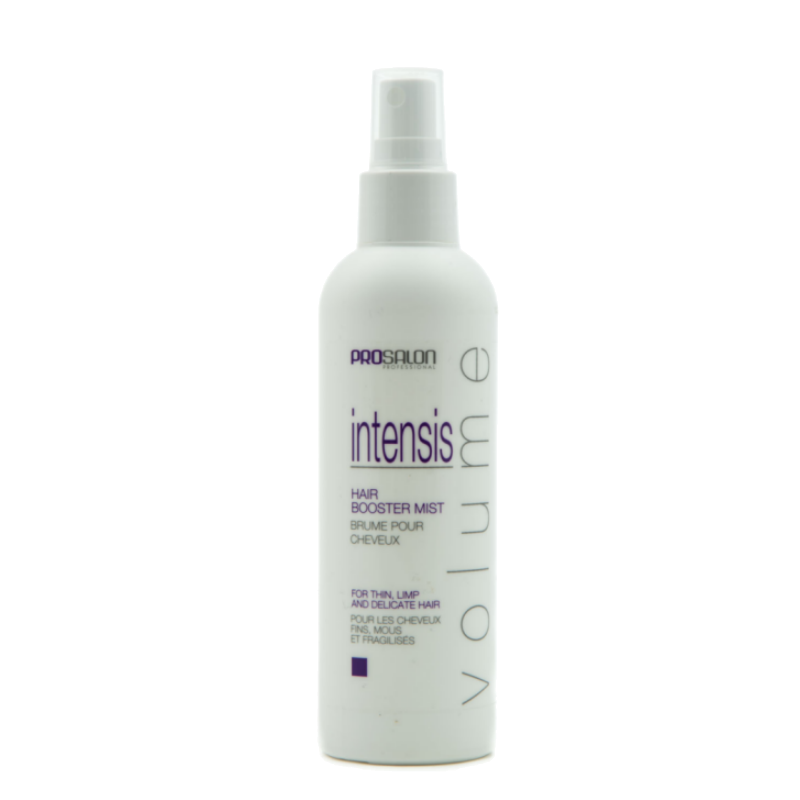 PROSALON
PROFESSIONAL
intensis
HAIR
BOOSTER MIST
BRUME POUR
CHEVEUX
FOR THIN, LIMP
AND DELICATE HAIR
POUR LES CHEVEUX
FINS, MOUS
ET FRAGILISÉS
volume